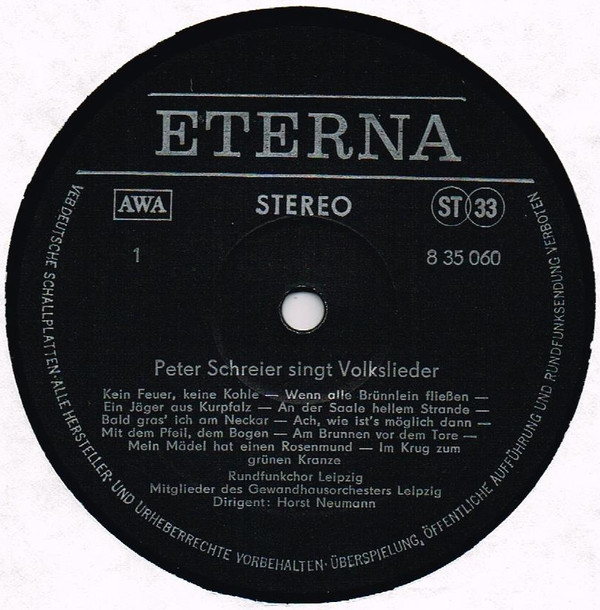 ETERNA
AWA
STEREO
ST 33
1
8 35 060
Peter Schreier singt Volkslieder
Kein Feuer, keine Kohle — Wenn alle Brünnlein fließen —
Ein Jäger aus Kurpfalz — An der Saale hellem Strande —
Bald gras' ich am Neckar — Ach, wie ist's möglich dann —
Mit dem Pfeil, dem Bogen — Am Brunnen vor dem Tore —
Mein Mädel hat einen Rosenmund — Im Krug zum
grünen Kranze
Rundfunkchor Leipzig
Mitglieder des Gewandhausorchesters Leipzig
Dirigent: Horst Neumann
VEB DEUTSCHE SCHALLPLATTEN · ALLE HERSTELLER- UND URHEBERRECHTE VORBEHALTEN · ÜBERSPIELUNG, ÖFFENTLICHE AUFFÜHRUNG UND RUNDFUNKSENDUNG VERBOTEN